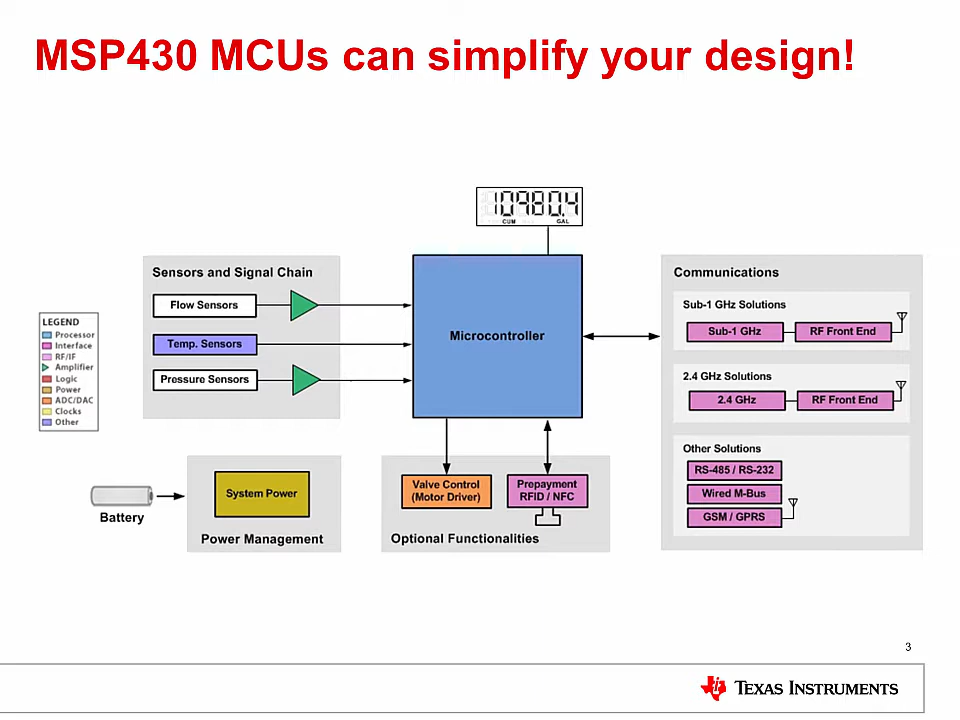 MSP430 MCUs can simplify your design!
10980.4
CUM GAL
Sensors and Signal Chain
Flow Sensors
Temp. Sensors
Pressure Sensors
Microcontroller
Communications
Sub-1 GHz Solutions
Sub-1 GHz
RF Front End
2.4 GHz Solutions
2.4 GHz
RF Front End
Other Solutions
RS-485 / RS-232
Wired M-Bus
GSM / GPRS
LEGEND
Processor
Interface
RF/IF
Amplifier
Logic
Power
ADC/DAC
Clocks
Other
Battery
System Power
Power Management
Valve Control
(Motor Driver)
Prepayment
RFID / NFC
Optional Functionalities
3
TEXAS INSTRUMENTS